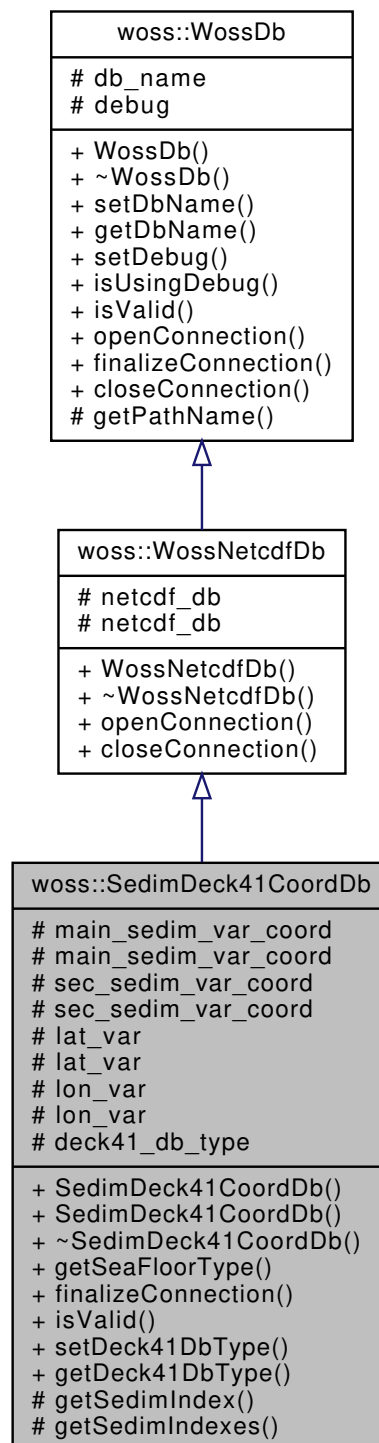 woss::WossDb
# db_name
# debug
+ WossDb()
+ ~WossDb()
+ setDbName()
+ getDbName()
+ setDebug()
+ isUsingDebug()
+ isValid()
+ openConnection()
+ finalizeConnection()
+ closeConnection()
# getPathName()
woss::WossNetcdfDb
# netcdf_db
# netcdf_db
+ WossNetcdfDb()
+ ~WossNetcdfDb()
+ openConnection()
+ closeConnection()
woss::SedimDeck41CoordDb
# main_sedim_var_coord
# main_sedim_var_coord
# sec_sedim_var_coord
# sec_sedim_var_coord
# lat_var
# lat_var
# lon_var
# lon_var
# deck41_db_type
+ SedimDeck41CoordDb()
+ SedimDeck41CoordDb()
+ ~SedimDeck41CoordDb()
+ getSeaFloorType()
+ finalizeConnection()
+ isValid()
+ setDeck41DbType()
+ getDeck41DbType()
# getSedimIndex()
# getSedimIndexes()